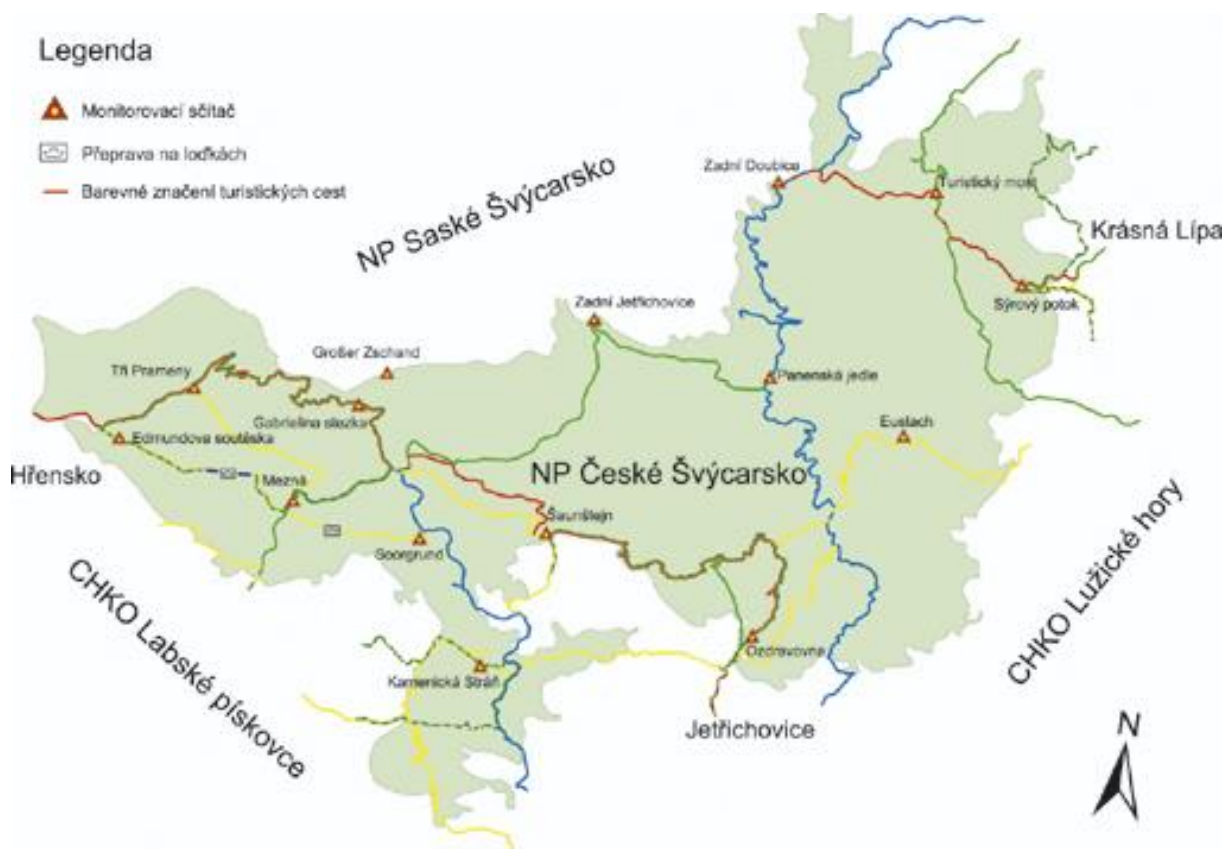 Legenda
Monitorovací sčítač
Přeprava na loďkách
Barevné značení turistických cest
NP Saské Švýcarsko
Zadní Doubice
Turistický most
Krásná Lípa
Sýrový potok
Zadní Jetřichovice
Großer Zschand
Tři Prameny
Gabrielina stezka
Panenská jedle
Eustach
Edmundova soutěska
Hřensko
NP České Švýcarsko
Mezná
Šaunštejn
Soorgrund
CHKO Lužické hory
CHKO Labské pískovce
Ozdravovna
Kamenická Stráň
Jetřichovice
N